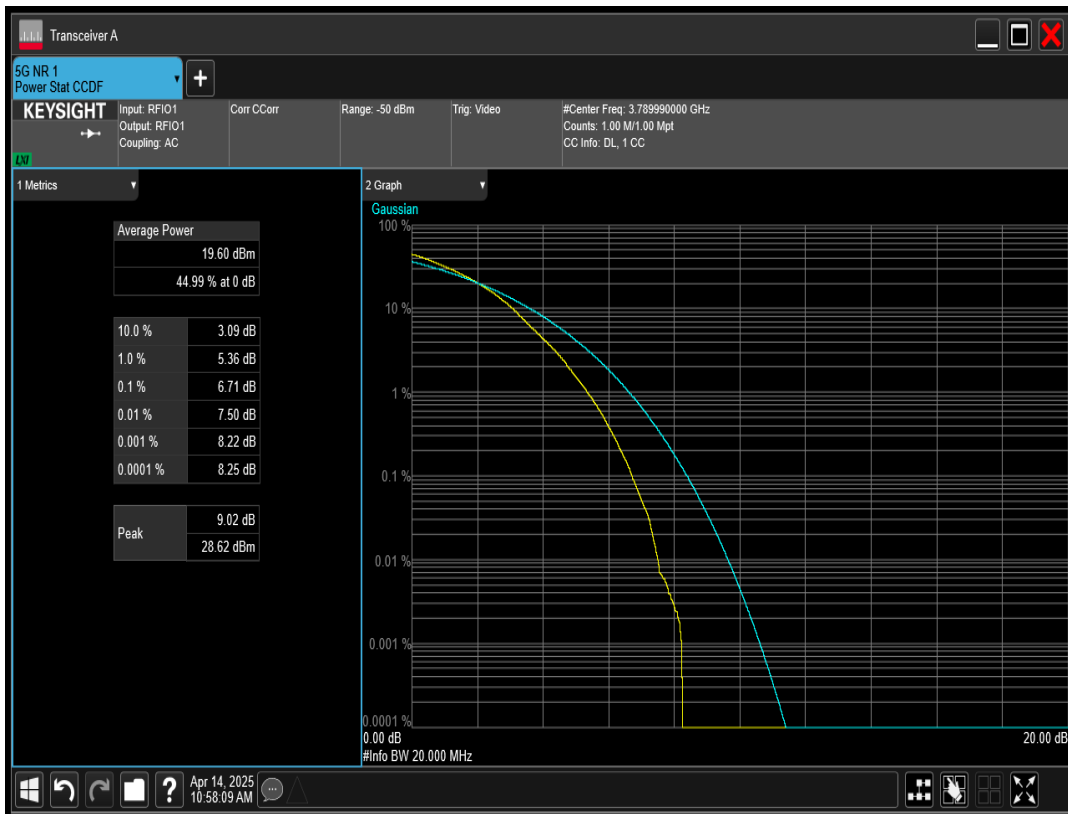 Transceiver A
5G NR 1
Power Stat CCDF
+
KEYSIGHT
LXI
Input: RFIO1
Output: RFIO1
Coupling: AC
Corr CCorr
Range: -50 dBm
Trig: Video
#Center Freq: 3.789990000 GHz
Counts: 1.00 M/1.00 Mpt
CC Info: DL, 1 CC
1 Metrics
Average Power
19.60 dBm
44.99 % at 0 dB
10.0 % 3.09 dB
1.0 % 5.36 dB
0.1 % 6.71 dB
0.01 % 7.50 dB
0.001 % 8.22 dB
0.0001 % 8.25 dB
Peak
9.02 dB
28.62 dBm
2 Graph
Gaussian
100 %
10 %
1 %
0.1 %
0.01 %
0.001 %
0.0001 %
0.00 dB 20.00 dB
#Info BW 20.000 MHz
?
Apr 14, 2025
10:58:09 AM